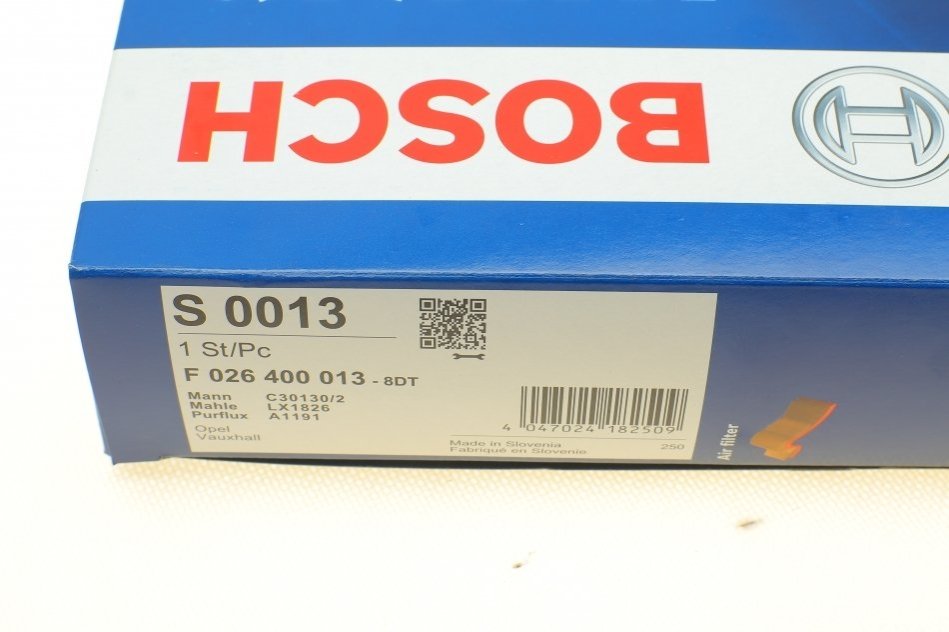 BOSCH
S 0013
1 St/Pc
F 026 400 013 - 8DT
Mann C30130/2
Mahle LX1826
Purflux A1191
Opel
Vauxhall
4 047024 182509
Made in Slovenia
Fabriqué en Slovenie
250
Air filter